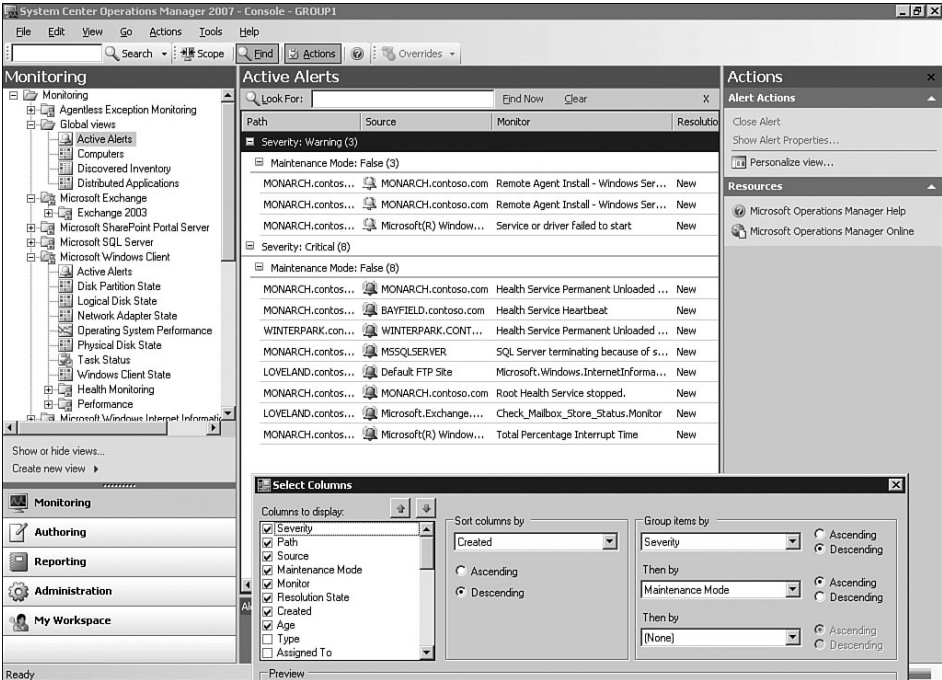 System Center Operations Manager 2007 - Console - GROUP1
File Edit View Go Actions Tools Help
Search Scope Find Actions Overrides
Monitoring
Monitoring
Agentless Exception Monitoring
Global views
Active Alerts
Computers
Discovered Inventory
Distributed Applications
Microsoft Exchange
Exchange 2003
Microsoft SharePoint Portal Server
Microsoft SQL Server
Microsoft Windows Client
Active Alerts
Disk Partition State
Logical Disk State
Network Adapter State
Operating System Performance
Physical Disk State
Task Status
Windows Client State
Health Monitoring
Performance
Microsoft Windows Internet Informatic
Show or hide views...
Create new view
Monitoring
Authoring
Reporting
Administration
My Workspace
Ready
Active Alerts
Look For: Find Now Clear X
Path Source Monitor Resolutio
Severity: Warning (3)
Maintenance Mode: False (3)
MONARCH.contos... MONARCH.contoso.com Remote Agent Install - Windows Ser... New
MONARCH.contos... MONARCH.contoso.com Remote Agent Install - Windows Ser... New
MONARCH.contos... Microsoft(R) Window... Service or driver failed to start New
Severity: Critical (8)
Maintenance Mode: False (8)
MONARCH.contos... MONARCH.contoso.com Health Service Permanent Unloaded ... New
MONARCH.contos... BAYFIELD.contoso.com Health Service Heartbeat New
WINTERPARK.con... WINTERPARK.CONT... Health Service Permanent Unloaded ... New
MONARCH.contos... MSSQLSERVER SQL Server terminating because of s... New
LOVELAND.contos... Default FTP Site Microsoft.Windows.InternetInforma... New
MONARCH.contos... MONARCH.contoso.com Root Health Service stopped. New
LOVELAND.contos... Microsoft.Exchange.... Check_Mailbox_Store_Status.Monitor New
MONARCH.contos... Microsoft(R) Window... Total Percentage Interrupt Time New
Actions x
Alert Actions
Close Alert
Show Alert Properties...
Personalize view...
Resources
Microsoft Operations Manager Help
Microsoft Operations Manager Online
Select Columns
Columns to display:
Severity
Path
Source
Maintenance Mode
Monitor
Resolution State
Created
Age
Type
Assigned To
Sort columns by
Created
Ascending
Descending
Group items by
Severity
Ascending
Descending
Then by
Maintenance Mode
Ascending
Descending
Then by
(None)
Ascending
Descending
Preview